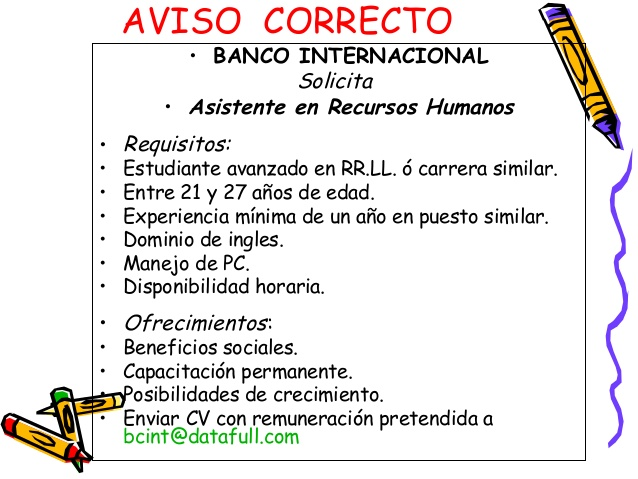 AVISO CORRECTO
• BANCO INTERNACIONAL
Solicita
• Asistente en Recursos Humanos
• Requisitos:
• Estudiante avanzado en RR.LL. ó carrera similar.
• Entre 21 y 27 años de edad.
• Experiencia mínima de un año en puesto similar.
• Dominio de ingles.
• Manejo de PC.
• Disponibilidad horaria.
• Ofrecimientos:
• Beneficios sociales.
• Capacitación permanente.
• Posibilidades de crecimiento.
• Enviar CV con remuneración pretendida a
bcint@datafull.com